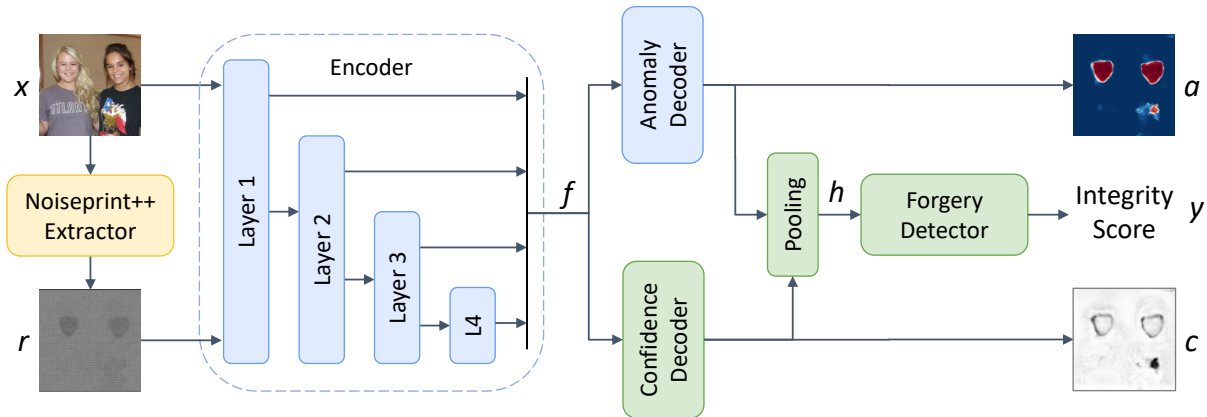 x
Noiseprint++
Extractor
r
Encoder
Layer 1
Layer 2
Layer 3
L4
f
Anomaly
Decoder
Confidence
Decoder
Pooling
h
Forgery
Detector
Integrity
Score
a
y
c